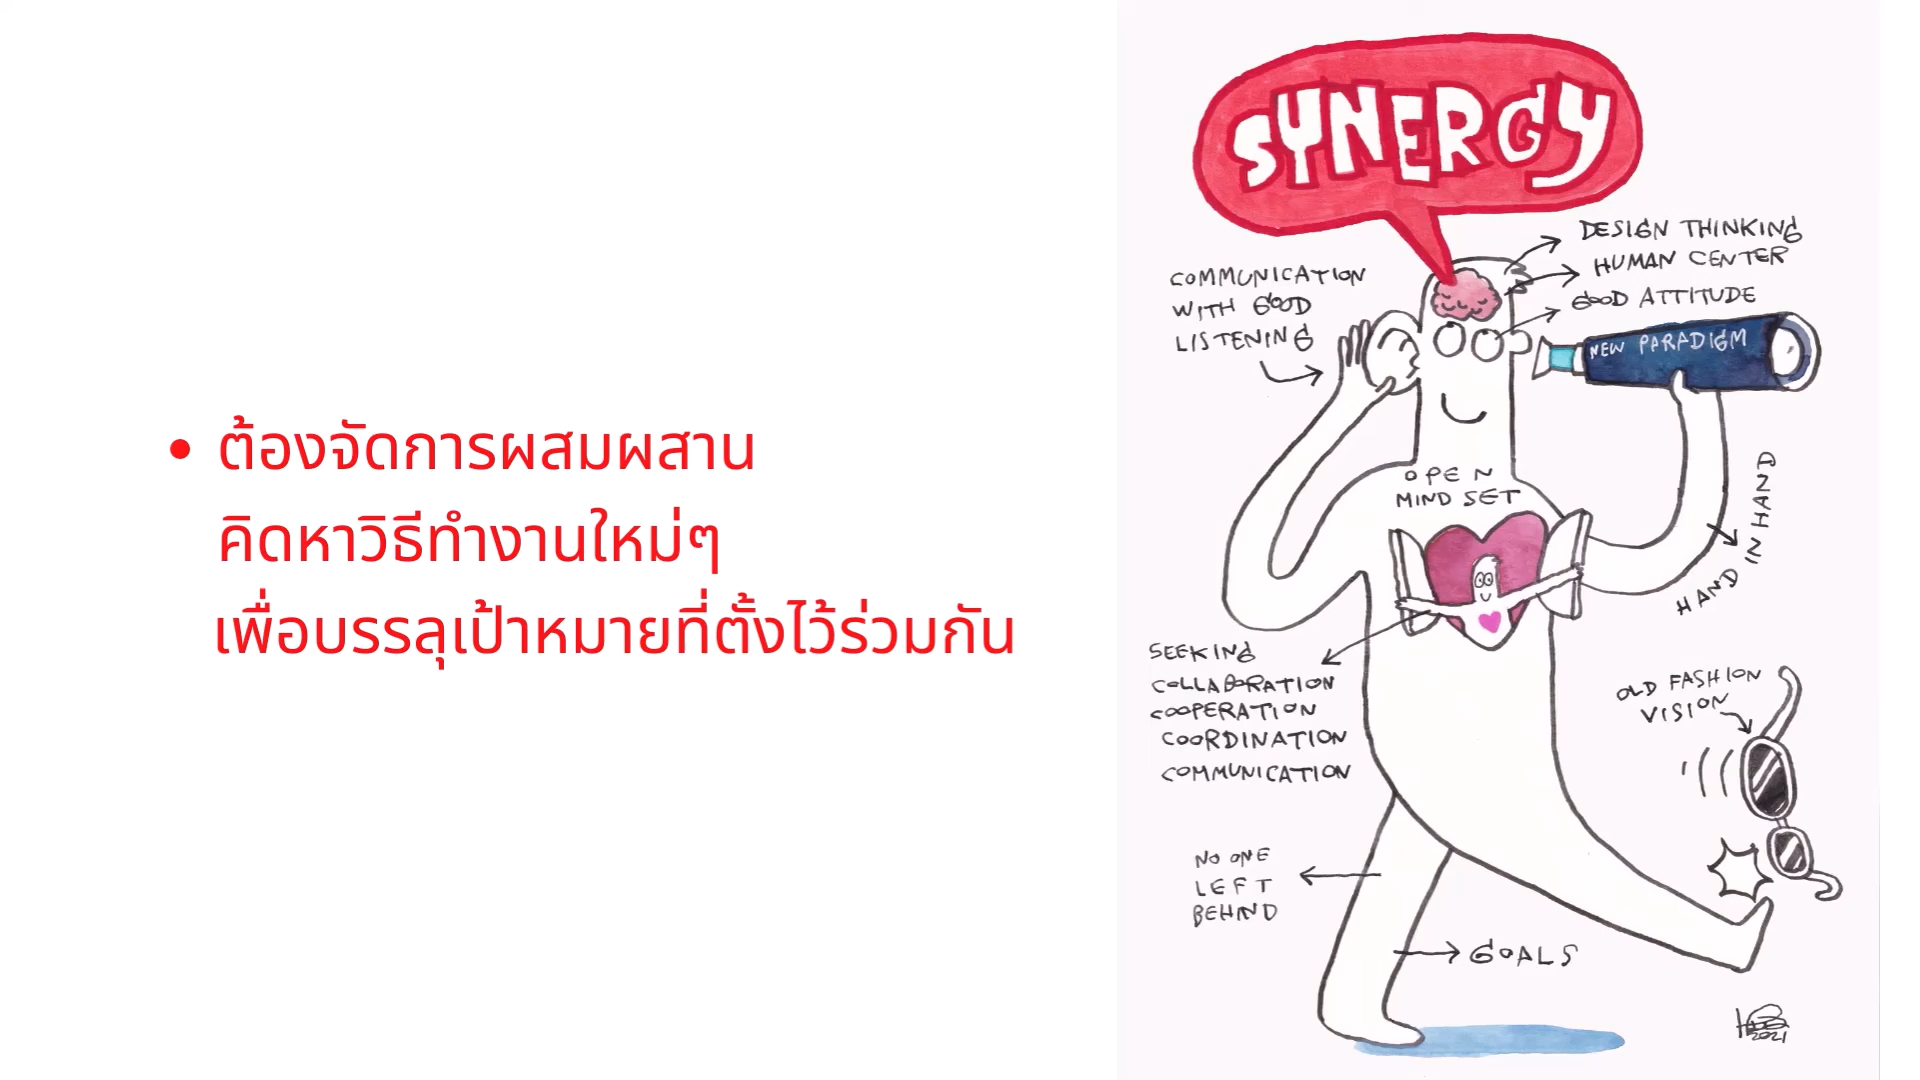 • ต้องจัดการผสมผสาน
คิดหาวิธีทำงานใหม่ๆ
เพื่อบรรลุเป้าหมายที่ตั้งไว้ร่วมกัน
SYNERGY
DESIGN THINKING
HUMAN CENTER
GOOD ATTITUDE
COMMUNICATION
WITH GOOD
LISTENING
NEW PARADIGM
OPEN
MIND SET
HAND IN HAND
SEEKING
COLLABORATION
COOPERATION
COORDINATION
COMMUNICATION
OLD FASHION
VISION
NO ONE
LEFT
BEHIND
GOALS
2021